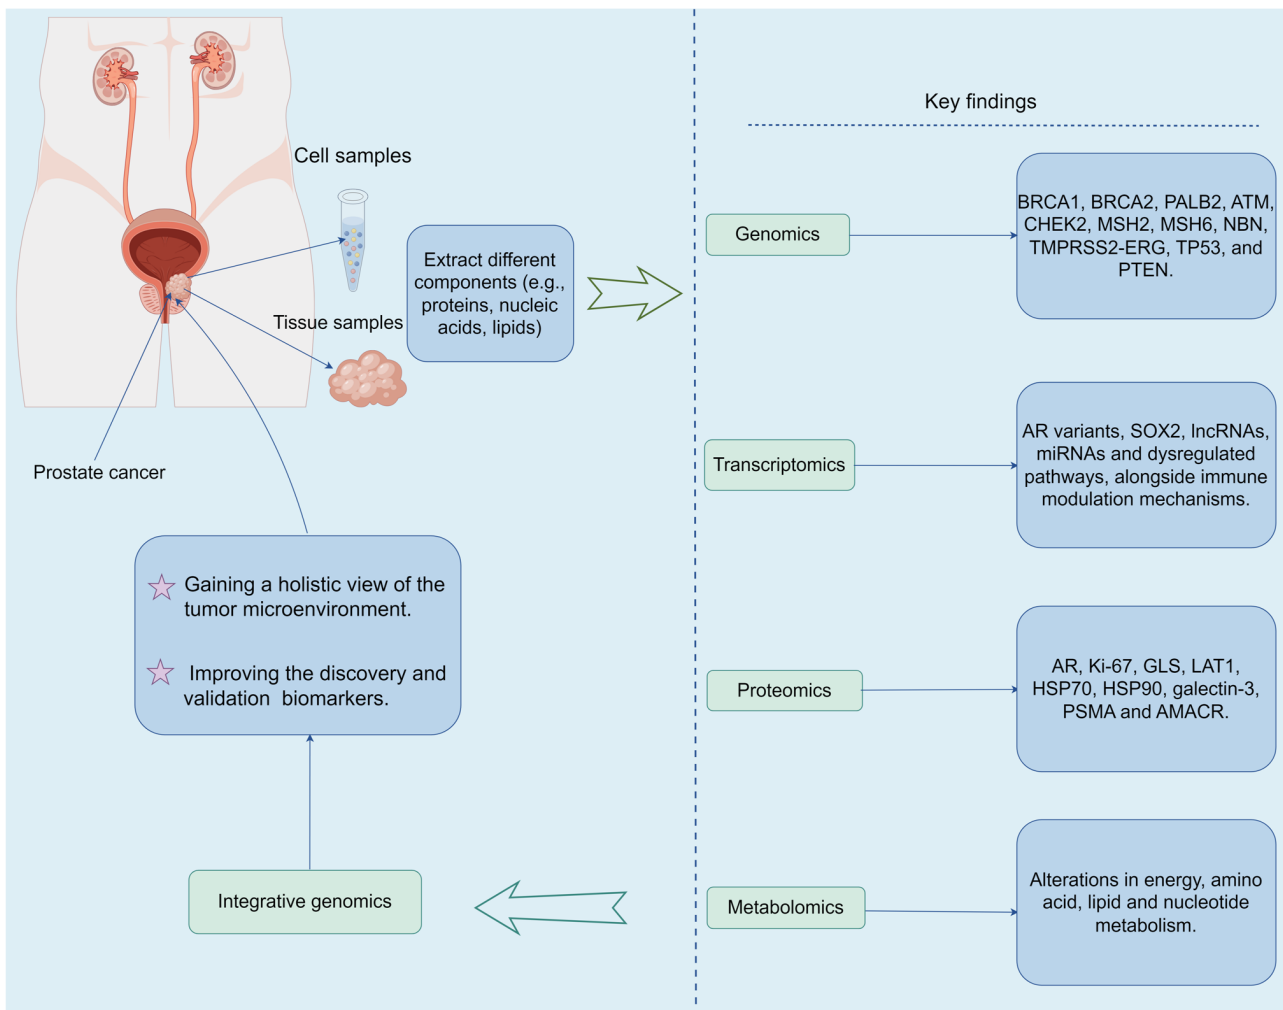 Cell samples
Extract different
components (e.g.,
proteins, nucleic
acids, lipids)
Tissue samples
Prostate cancer
Gaining a holistic view of the
tumor microenvironment.
Improving the discovery and
validation biomarkers.
Integrative genomics
Key findings
Genomics
BRCA1, BRCA2, PALB2, ATM,
CHEK2, MSH2, MSH6, NBN,
TMPRSS2-ERG, TP53, and
PTEN.
Transcriptomics
AR variants, SOX2, lncRNAs,
miRNAs and dysregulated
pathways, alongside immune
modulation mechanisms.
Proteomics
AR, Ki-67, GLS, LAT1,
HSP70, HSP90, galectin-3,
PSMA and AMACR.
Metabolomics
Alterations in energy, amino
acid, lipid and nucleotide
metabolism.